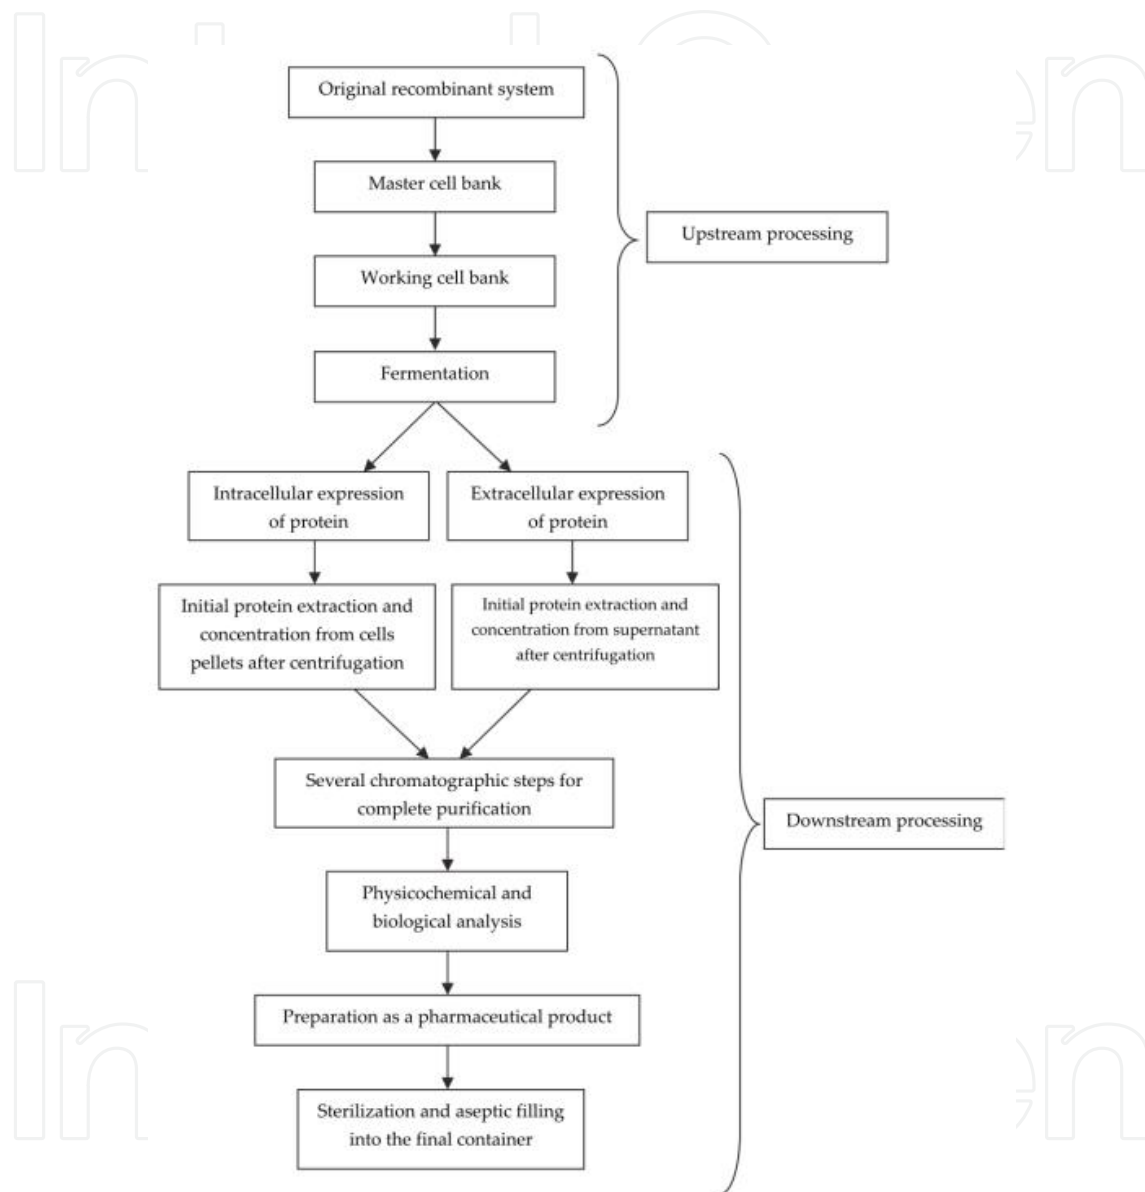 Original recombinant system
Master cell bank
Upstream processing
Working cell bank
Fermentation
Intracellular expression
of protein
Extracellular expression
of protein
Initial protein extraction and
concentration from cells
pellets after centrifugation
Initial protein extraction and
concentration from supernatant
after centrifugation
Several chromatographic steps for
complete purification
Downstream processing
Physicochemical and
biological analysis
Preparation as a pharmaceutical product
Sterilization and aseptic filling
into the final container